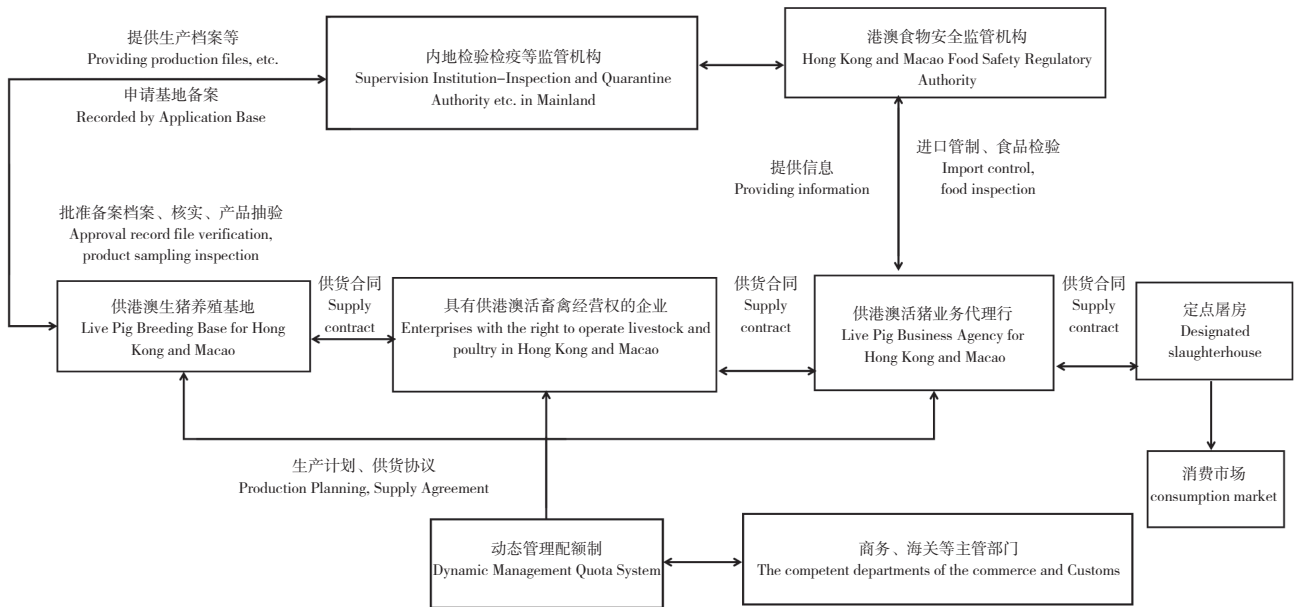 提供生产档案等
Providing production files, etc.
申请基地备案
Recorded by Application Base
内地检验检疫等监管机构
Supervision Institution–Inspection and Quarantine
Authority etc. in Mainland
港澳食物安全监管机构
Hong Kong and Macao Food Safety Regulatory
Authority
提供信息
Providing information
进口管制、食品检验
Import control,
food inspection
批准备案档案、核实、产品抽验
Approval record file verification,
product sampling inspection
供港澳生猪养殖基地
Live Pig Breeding Base for Hong
Kong and Macao
供货合同
Supply
contract
具有供港澳活畜禽经营权的企业
Enterprises with the right to operate livestock and
poultry in Hong Kong and Macao
供货合同
Supply
contract
供港澳活猪业务代理行
Live Pig Business Agency for
Hong Kong and Macao
供货合同
Supply
contract
定点屠房
Designated
slaughterhouse
生产计划、供货协议
Production Planning, Supply Agreement
消费市场
consumption market
动态管理配额制
Dynamic Management Quota System
商务、海关等主管部门
The competent departments of the commerce and Customs